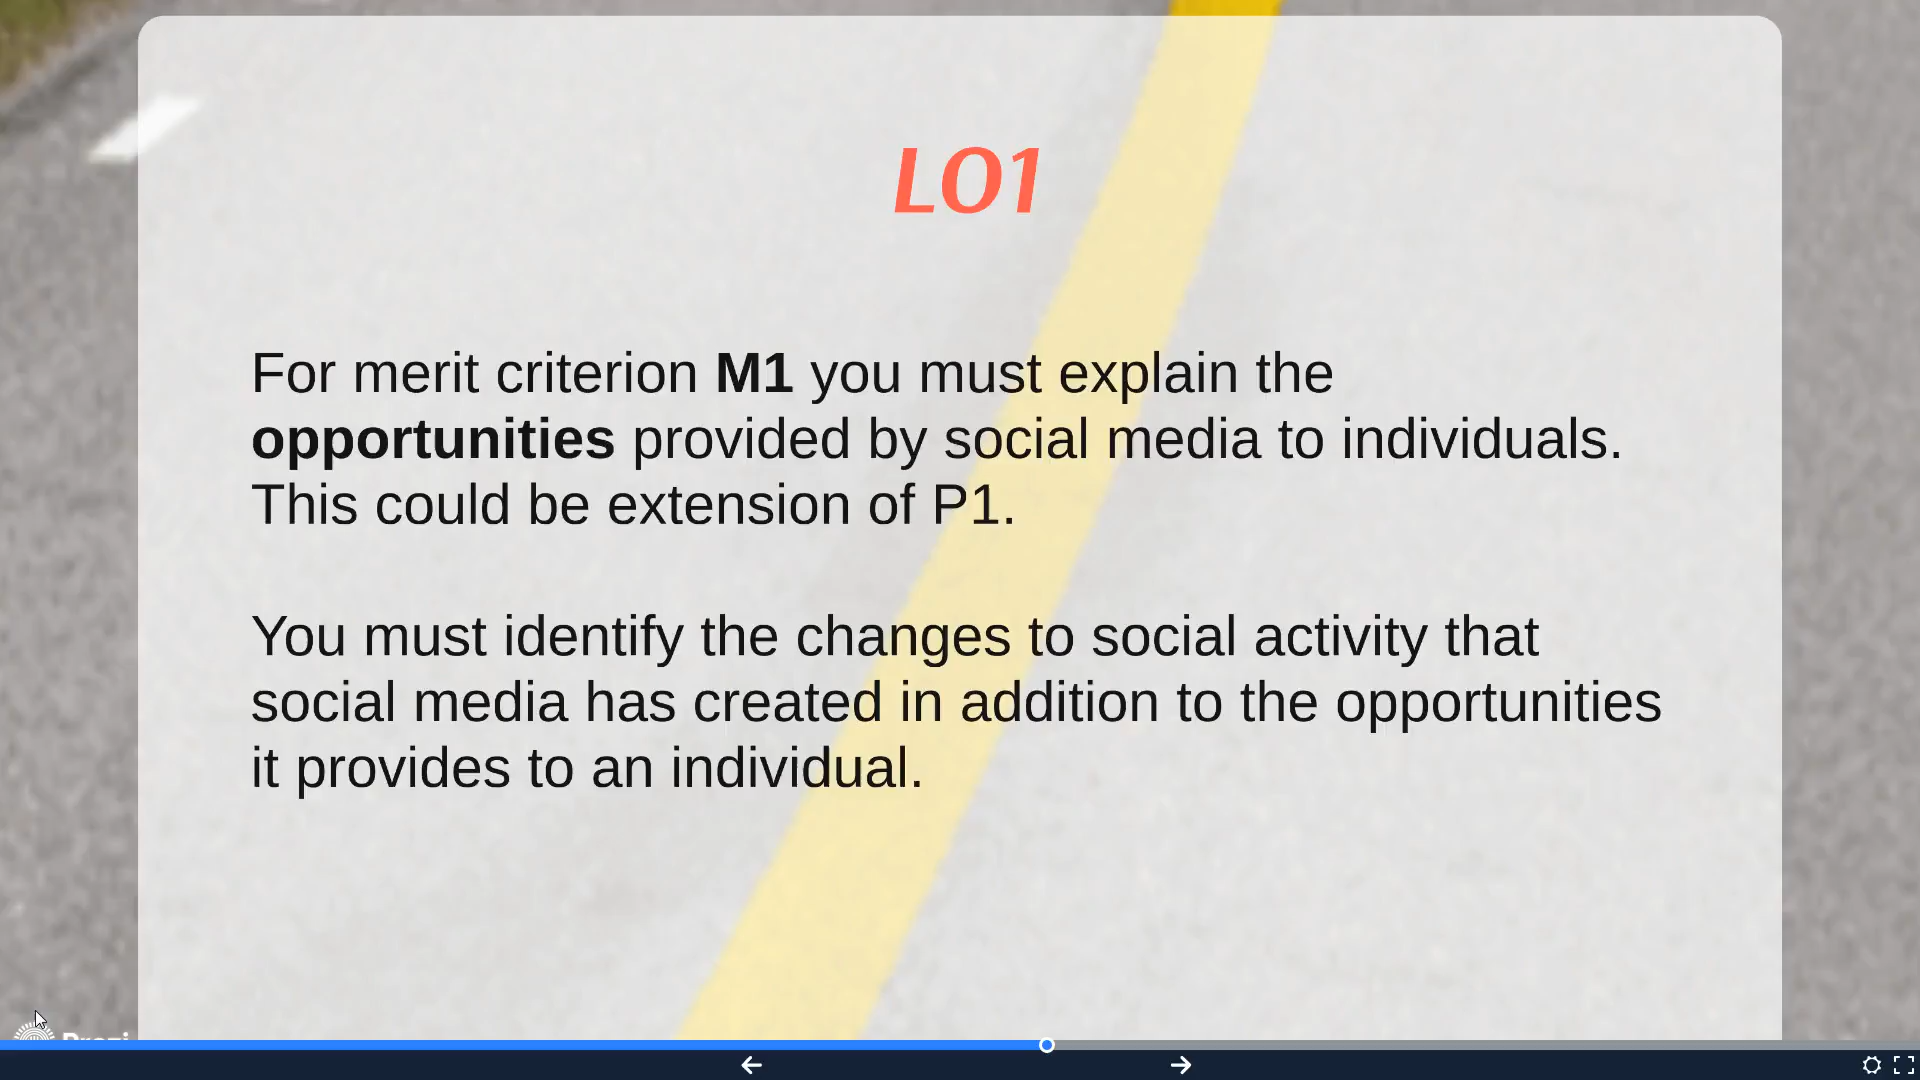 LO1
For merit criterion M1 you must explain the
opportunities provided by social media to individuals.
This could be extension of P1.
You must identify the changes to social activity that
social media has created in addition to the opportunities
it provides to an individual.
Prezi